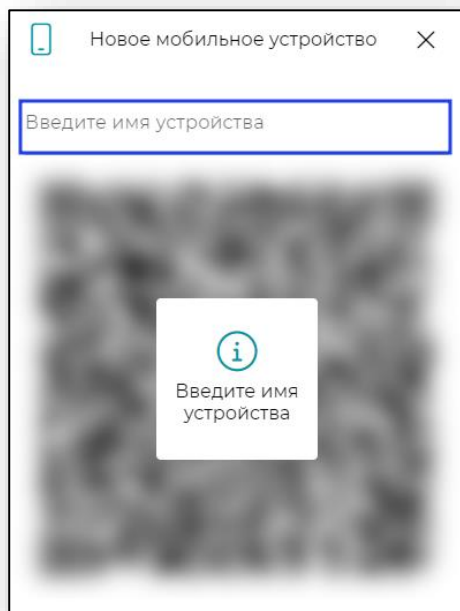 Новое мобильное устройство
Введите имя устройства
Введите имя
устройства